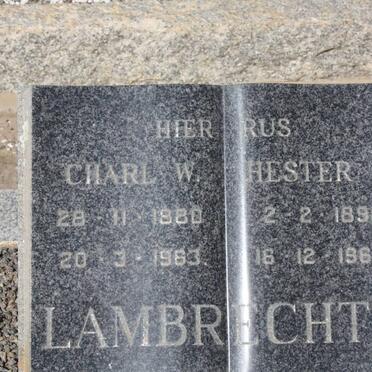 HIER RUS
CHARL W. HESTER
28 - 11 - 1880 2 - 2 - 189
20 - 3 - 1963. 16 - 12 - 196
LAMBRECHT